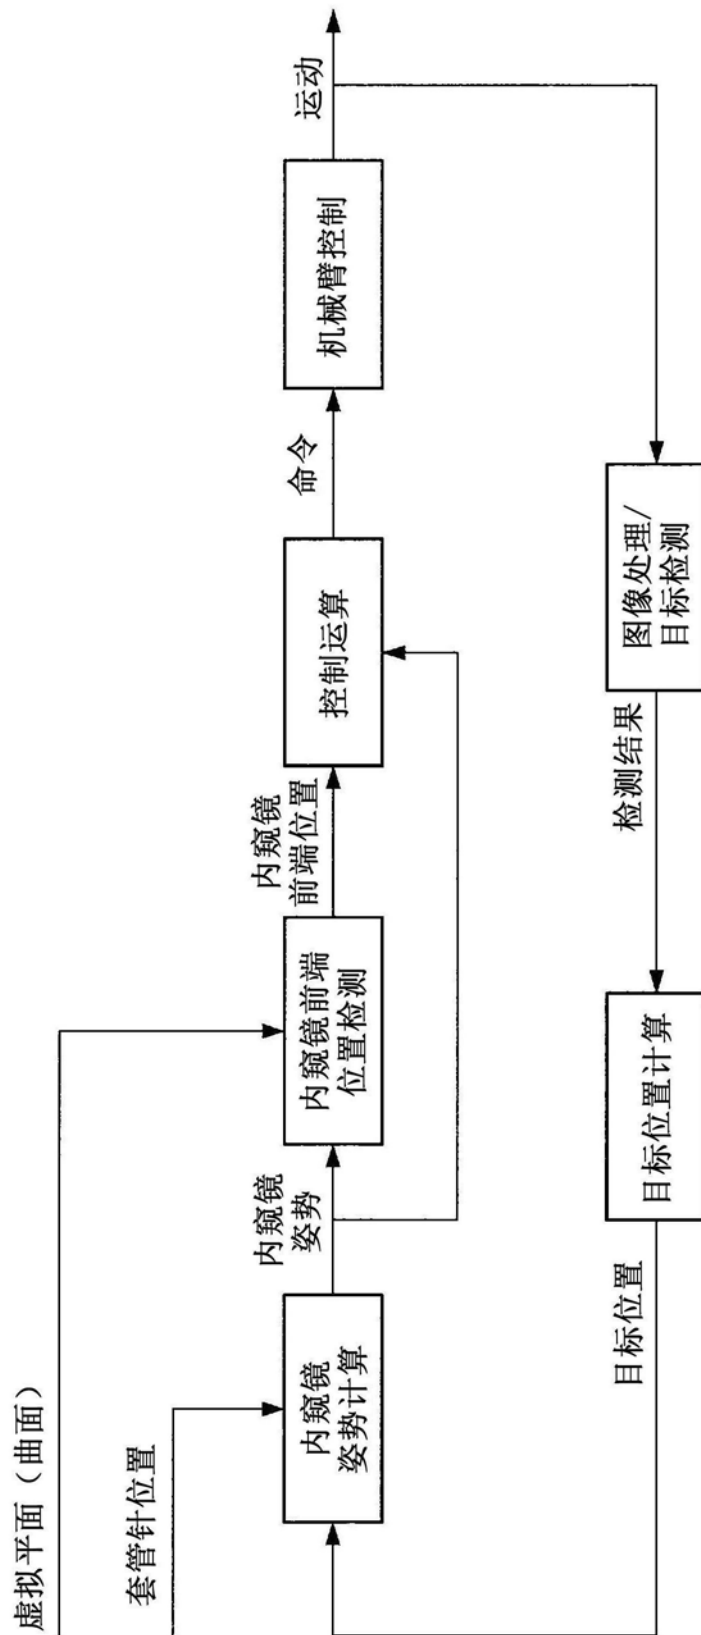 虚拟平面（曲面）
套管针位置
内窥镜
姿势计算
内窥镜
姿势
内窥镜前端
位置检测
内窥镜
前端位置
控制运算
命令
机械臂控制
运动
图像处理/
目标检测
检测结果
目标位置计算
目标位置